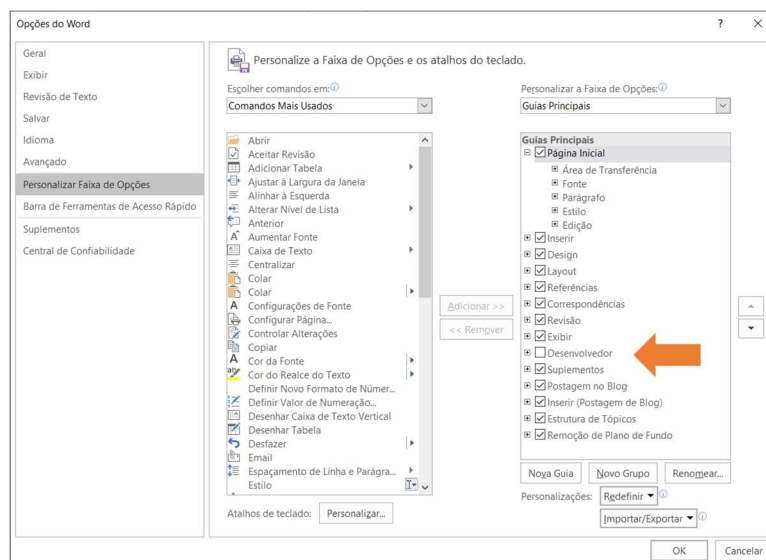 Opções do Word
?
Geral
Exibir
Revisão de Texto
Salvar
Idioma
Avançado
Personalizar Faixa de Opções
Barra de Ferramentas de Acesso Rápido
Suplementos
Central de Confiabilidade
Personalize a Faixa de Opções e os atalhos do teclado.
Escolher comandos em:
Comandos Mais Usados
Abrir
Aceitar Revisão
Adicionar Tabela
Ajustar à Largura da Janela
Alinhar à Esquerda
Alterar Nível de Lista
Anterior
Aumentar Fonte
Caixa de Texto
Centralizar
Colar
Colar
Configurações de Fonte
Configurar Página...
Controlar Alterações
Copiar
Cor da Fonte
Cor do Realce do Texto
Definir Novo Formato de Númer...
Definir Valor de Numeração...
Desenhar Caixa de Texto Vertical
Desenhar Tabela
Desfazer
Email
Espaçamento de Linha e Parágra...
Estilo
Atalhos de teclado: Personalizar...
Adicionar >>
<< Remover
Personalizar a Faixa de Opções:
Guias Principais
Guias Principais
Página Inicial
Área de Transferência
Fonte
Parágrafo
Estilo
Edição
Inserir
Design
Layout
Referências
Correspondências
Revisão
Exibir
Desenvolvedor
Suplementos
Postagem no Blog
Inserir (Postagem de Blog)
Estrutura de Tópicos
Remoção de Plano de Fundo
Nova Guia Novo Grupo Renomear...
Personalizações: Redefinir
Importar/Exportar
OK Cancelar